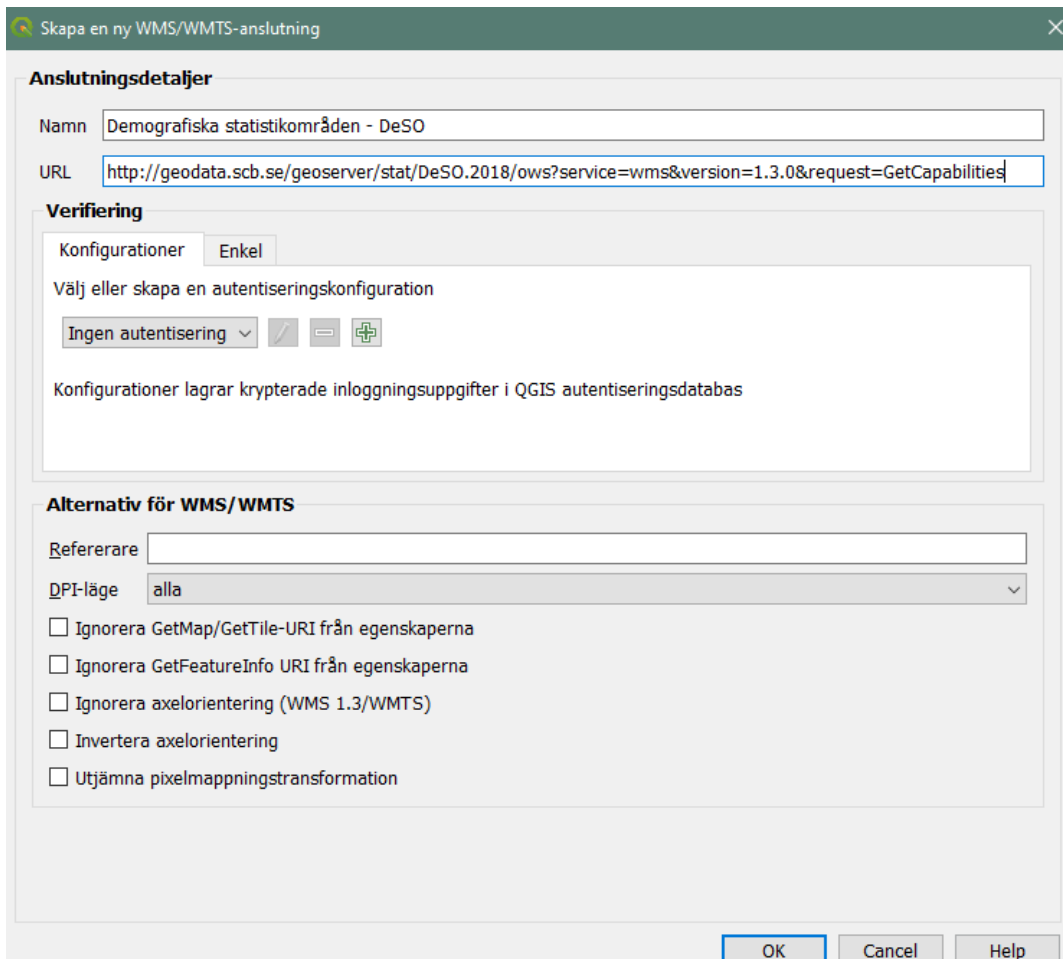 Skapa en ny WMS/WMTS-anslutning
Anslutningsdetaljer
Namn Demografiska statistikområden - DeSO
URL http://geodata.scb.se/geoserver/stat/DeSO.2018/ows?service=wms&version=1.3.0&request=GetCapabilities
Verifiering
Konfigurationer Enkel
Välj eller skapa en autentiseringskonfiguration
Ingen autentisering
Konfigurationer lagrar krypterade inloggningsuppgifter i QGIS autentiseringsdatabas
Alternativ för WMS/WMTS
Refererare
DPI-läge alla
Ignorera GetMap/GetTile-URI från egenskaperna
Ignorera GetFeatureInfo URI från egenskaperna
Ignorera axelorientering (WMS 1.3/WMTS)
Invertera axelorientering
Utjämna pixelmappningstransformation
OK Cancel Help